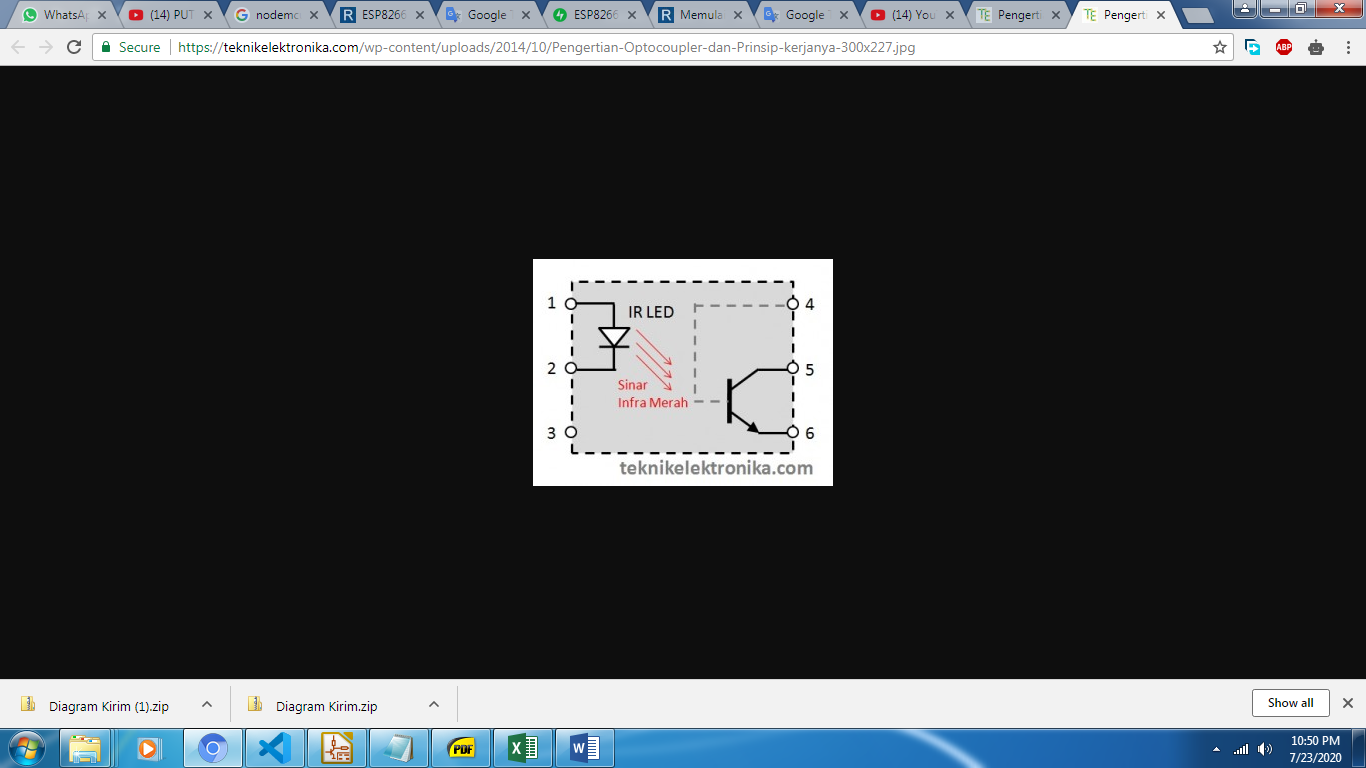 WhatsA
(14) PUT
nodemc
ESP8266
Google
ESP8266
Memula
Google
(14) You
Pengerti
Pengerti
Secure
https://teknikelektronika.com/wp-content/uploads/2014/10/Pengertian-Optocoupler-dan-Prinsip-kerjanya-300x227.jpg
ABP
1
IR LED
4
2
5
Sinar
Infra Merah
3
6
teknikelektronika.com
Diagram Kirim (1).zip
Diagram Kirim.zip
Show all
PDF
10:50 PM
7/23/2020